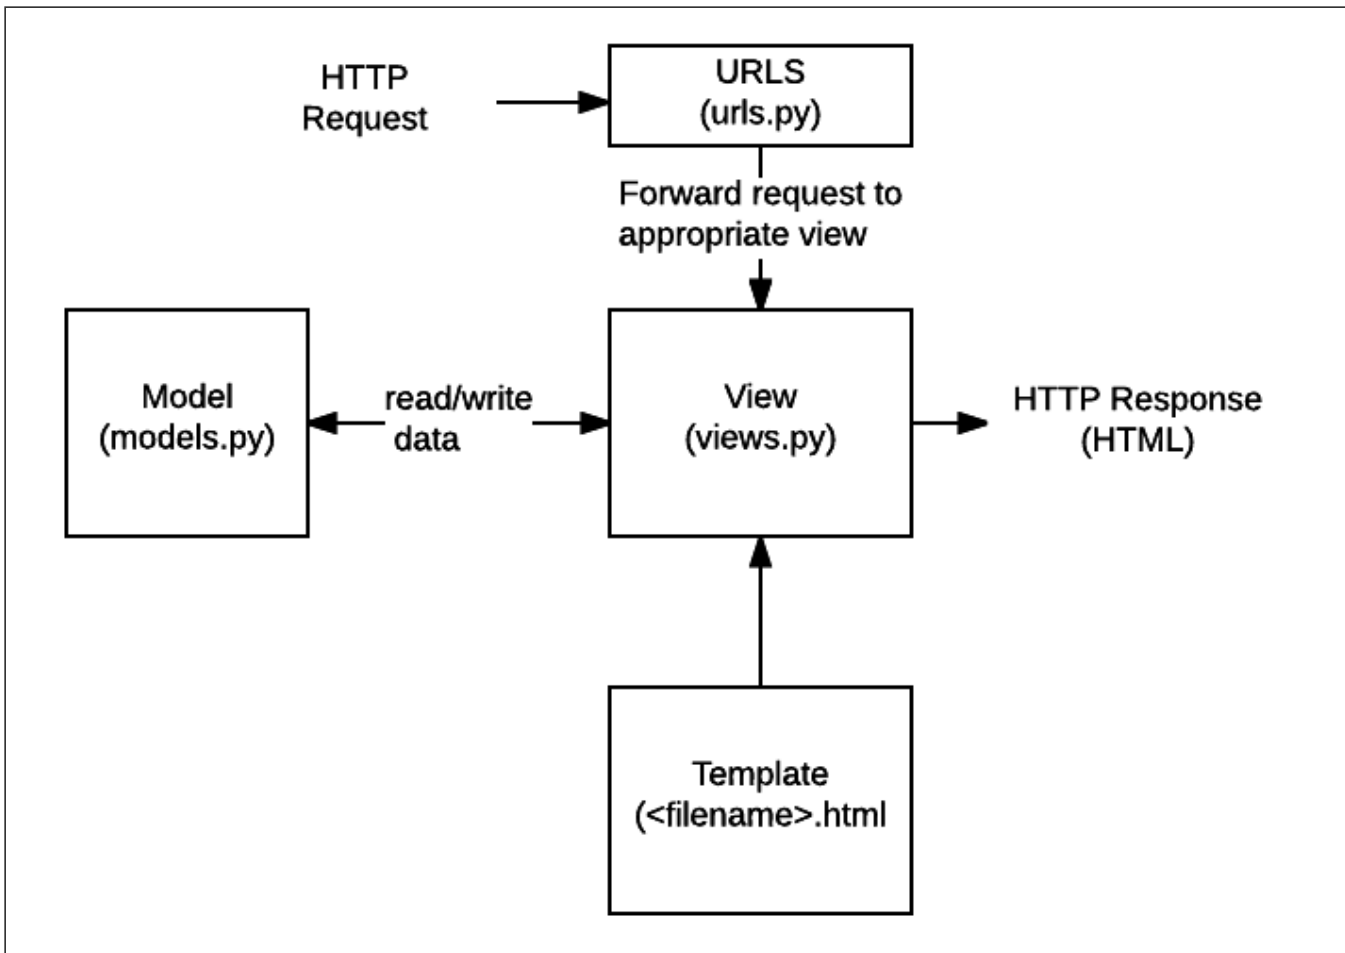 HTTP
Request
URLS
(urls.py)
Forward request to
appropriate view
Model
(models.py)
read/write
data
View
(views.py)
HTTP Response
(HTML)
Template
(<filename>.html